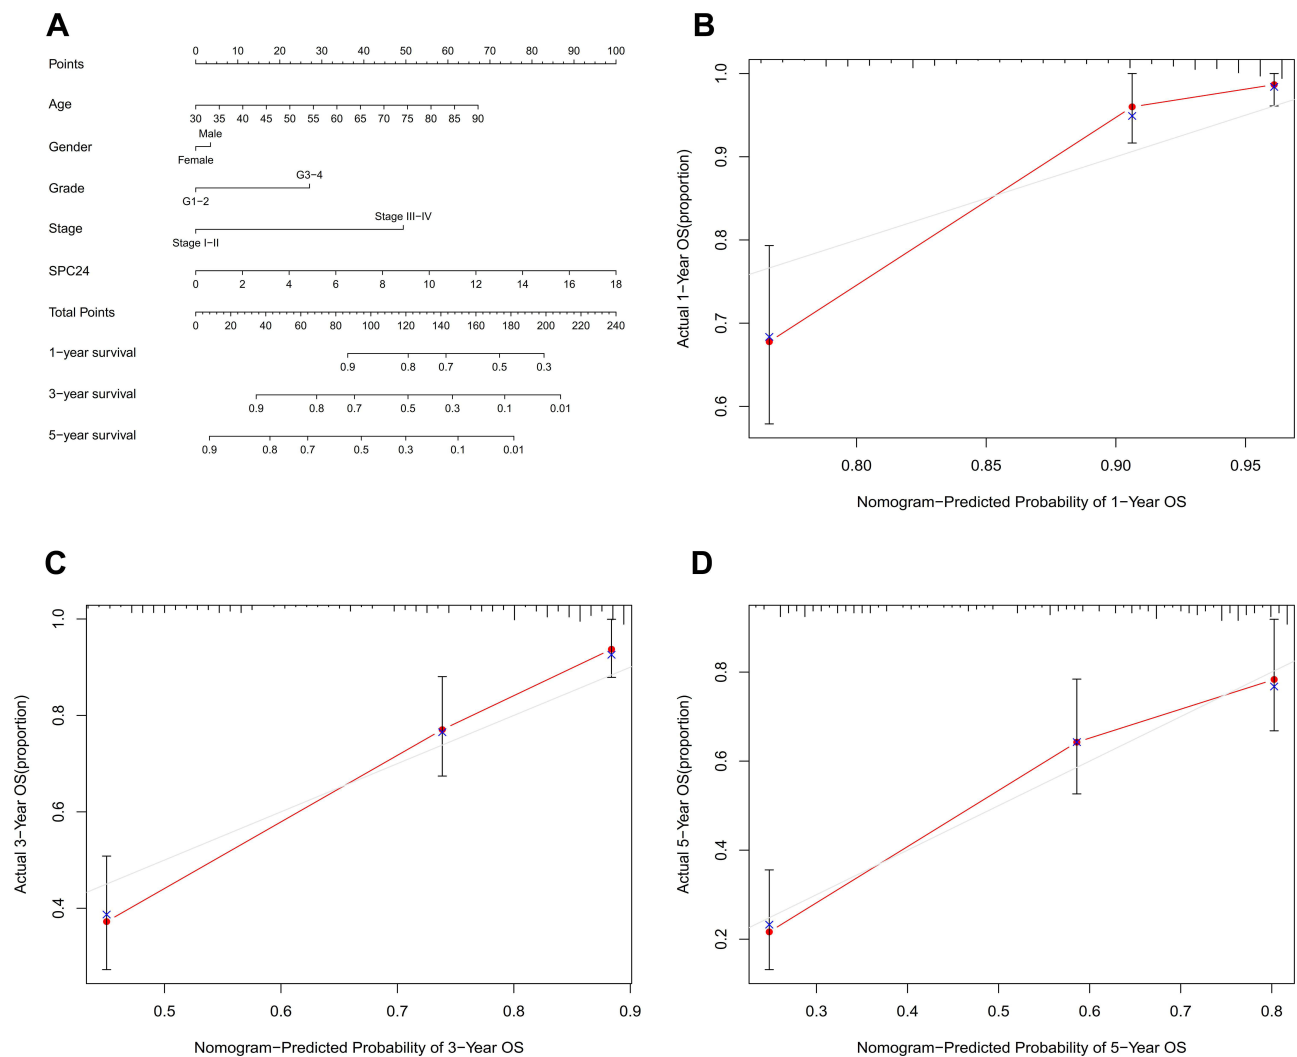 A
0 10 20 30 40 50 60 70 80 90 100
Points
Age
30 35 40 45 50 55 60 65 70 75 80 85 90
Male
Gender
Female
G3−4
Grade
G1−2
Stage III−IV
Stage
Stage I−II
SPC24
0 2 4 6 8 10 12 14 16 18
Total Points
0 20 40 60 80 100 120 140 160 180 200 220 240
1−year survival
0.9 0.8 0.7 0.5 0.3
3−year survival
0.9 0.8 0.7 0.5 0.3 0.1 0.01
5−year survival
0.9 0.8 0.7 0.5 0.3 0.1 0.01
B
Actual 1−Year OS(proportion)
1.0
0.9
0.8
0.7
0.6
0.80 0.85 0.90 0.95
Nomogram−Predicted Probability of 1−Year OS
C
Actual 3−Year OS(proportion)
1.0
0.8
0.6
0.4
0.5 0.6 0.7 0.8 0.9
Nomogram−Predicted Probability of 3−Year OS
D
Actual 5−Year OS(proportion)
0.8
0.6
0.4
0.2
0.3 0.4 0.5 0.6 0.7 0.8
Nomogram−Predicted Probability of 5−Year OS